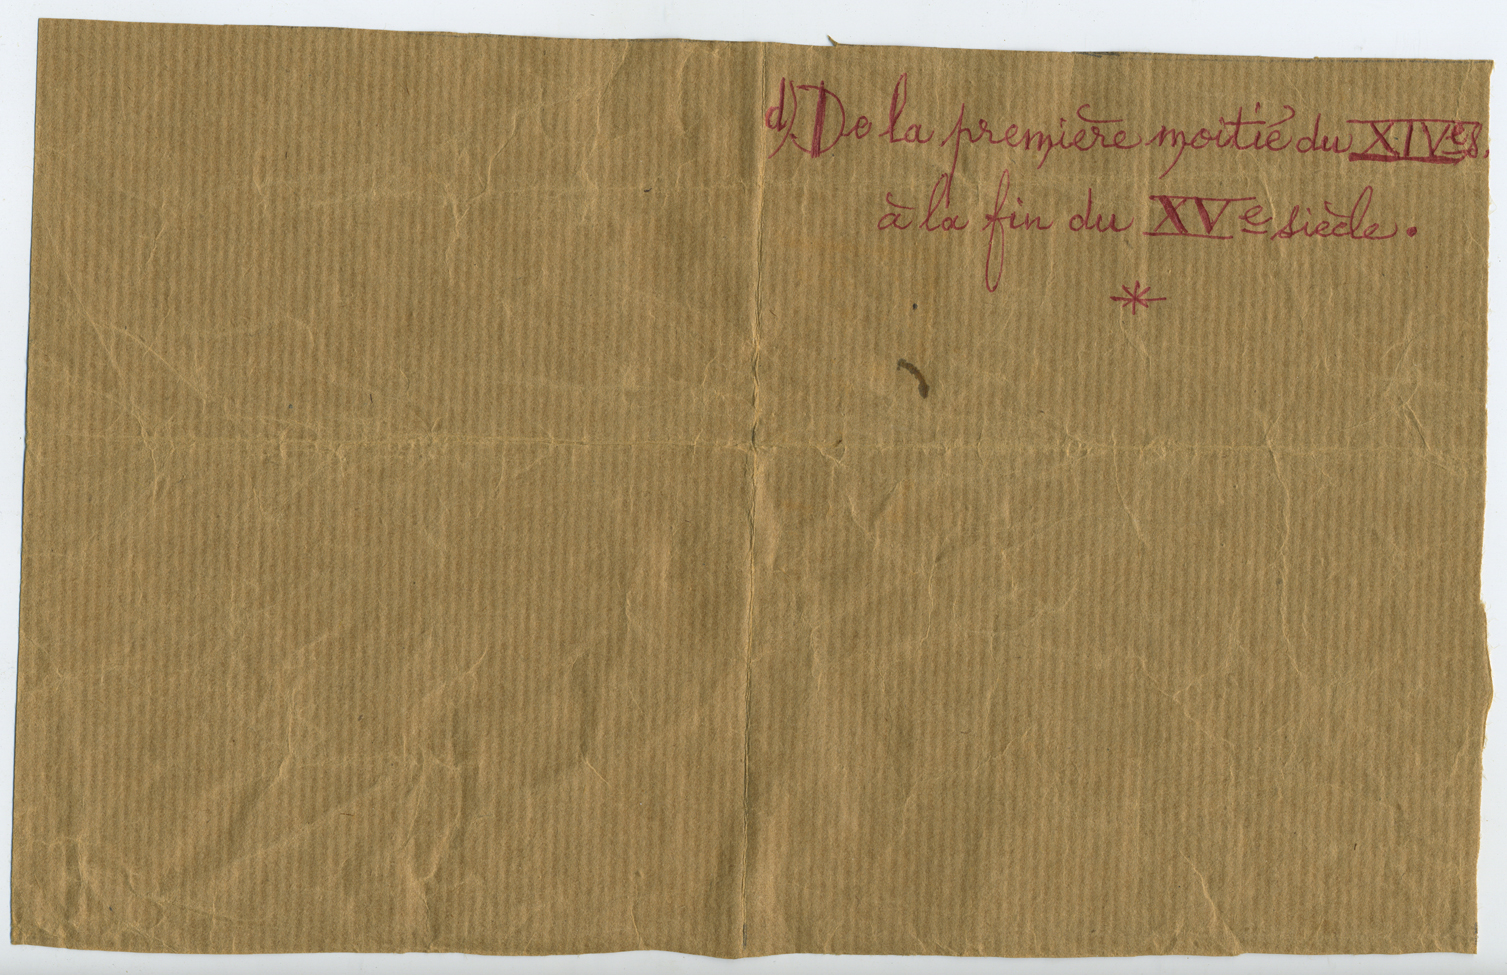 d) De la première moitié du XIVe s.
à la fin du XVe siècle.
*